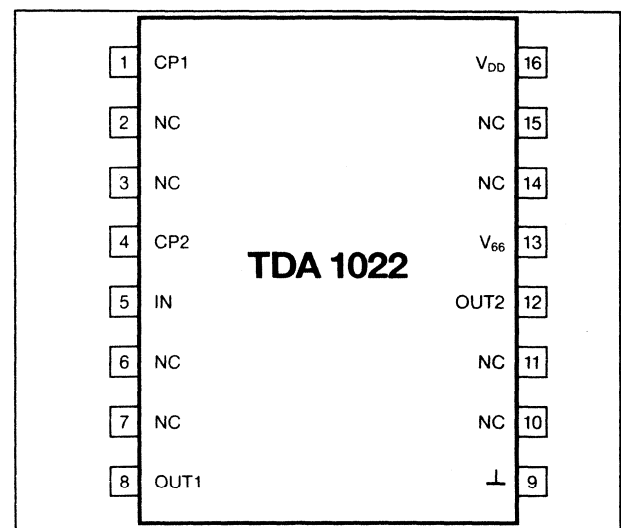 1 CP1 V_DD 16
2 NC NC 15
3 NC NC 14
4 CP2 V_66 13
TDA 1022
5 IN OUT2 12
6 NC NC 11
7 NC NC 10
8 OUT1 ⊥ 9